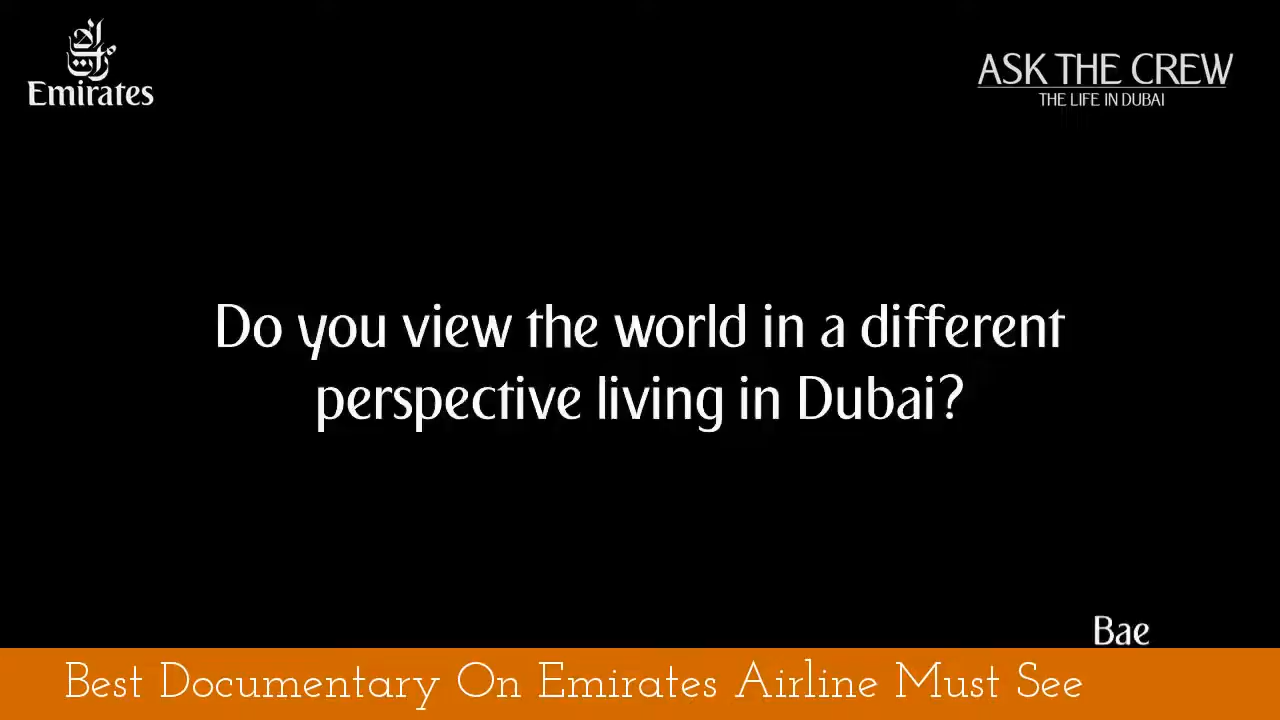 الإمارات
Emirates
ASK THE CREW
THE LIFE IN DUBAI
Do you view the world in a different
perspective living in Dubai?
Bae
Best Documentary On Emirates Airline Must See